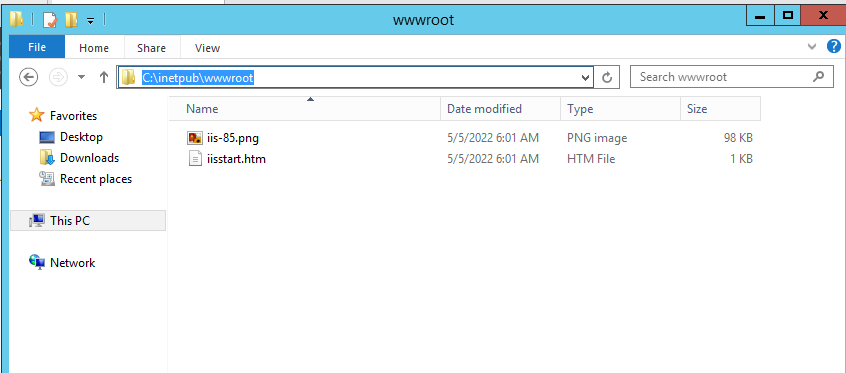 wwwroot
File Home Share View
C:\inetpub\wwwroot Search wwwroot
Name Date modified Type Size
Favorites
Desktop
Downloads
Recent places
This PC
Network
iis-85.png 5/5/2022 6:01 AM PNG image 98 KB
iisstart.htm 5/5/2022 6:01 AM HTM File 1 KB